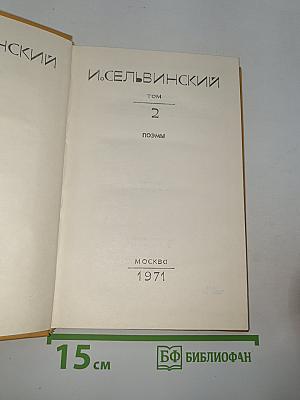 НСКИЙ
И.СЕЛЬВИНСКИЙ
ТОМ
2
ПОЭМЫ
МОСКВА
1971
15 см
БФ БИБЛИОФАН